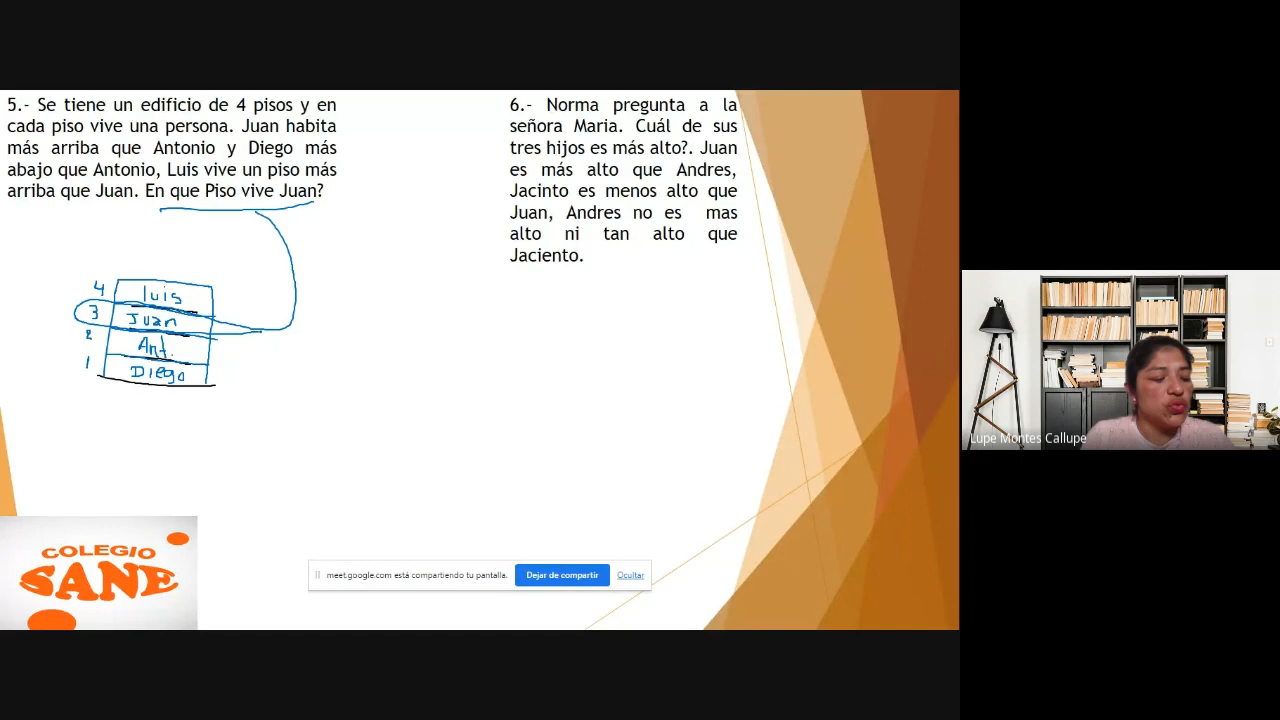 5.- Se tiene un edificio de 4 pisos y en
cada piso vive una persona. Juan habita
más arriba que Antonio y Diego más
abajo que Antonio, Luis vive un piso más
arriba que Juan. En que Piso vive Juan?
4 luis
3 Juan
2 Ant.
1 Diego
6.- Norma pregunta a la
señora Maria. Cuál de sus
tres hijos es más alto?. Juan
es más alto que Andres,
Jacinto es menos alto que
Juan, Andres no es mas
alto ni tan alto que
Jaciento.
COLEGIO
SANE
meet.google.com está compartiendo tu pantalla.
Dejar de compartir
Ocultar
Lupe Montes Callupe